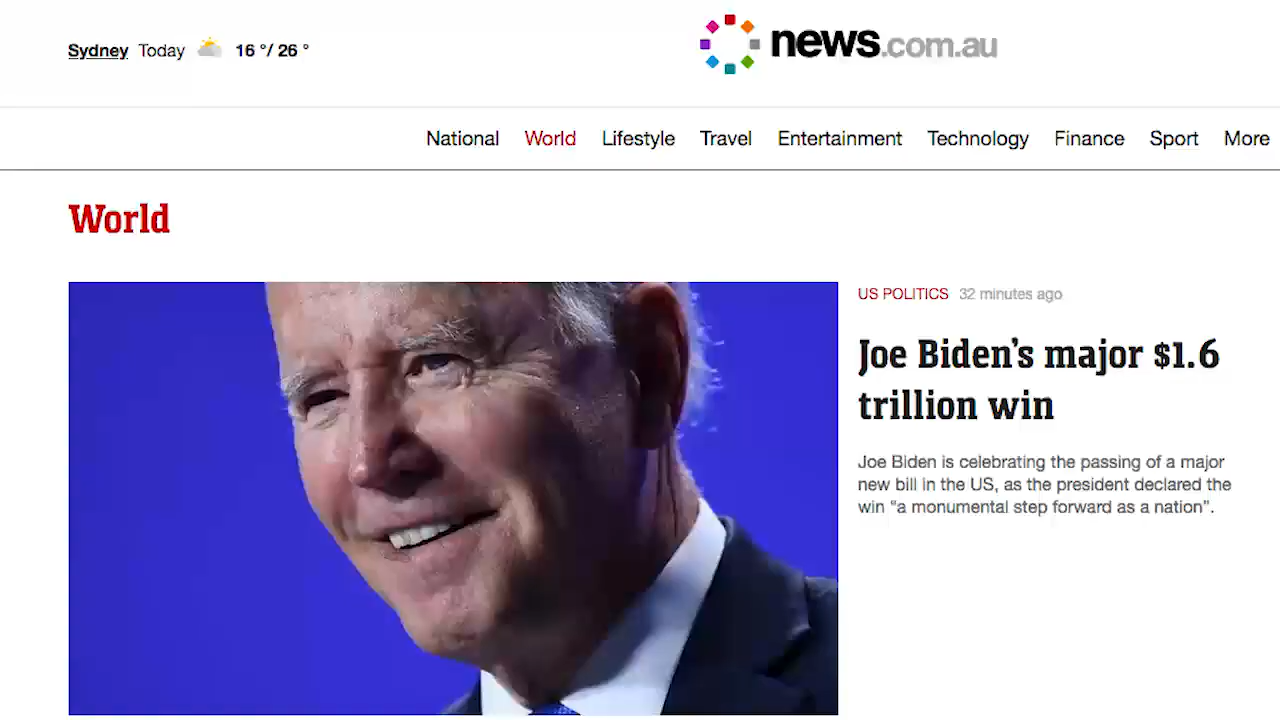 Sydney Today 16 °/ 26 °
news.com.au
National World Lifestyle Travel Entertainment Technology Finance Sport More
World
US POLITICS 32 minutes ago
Joe Biden's major $1.6
trillion win
Joe Biden is celebrating the passing of a major
new bill in the US, as the president declared the
win “a monumental step forward as a nation”.